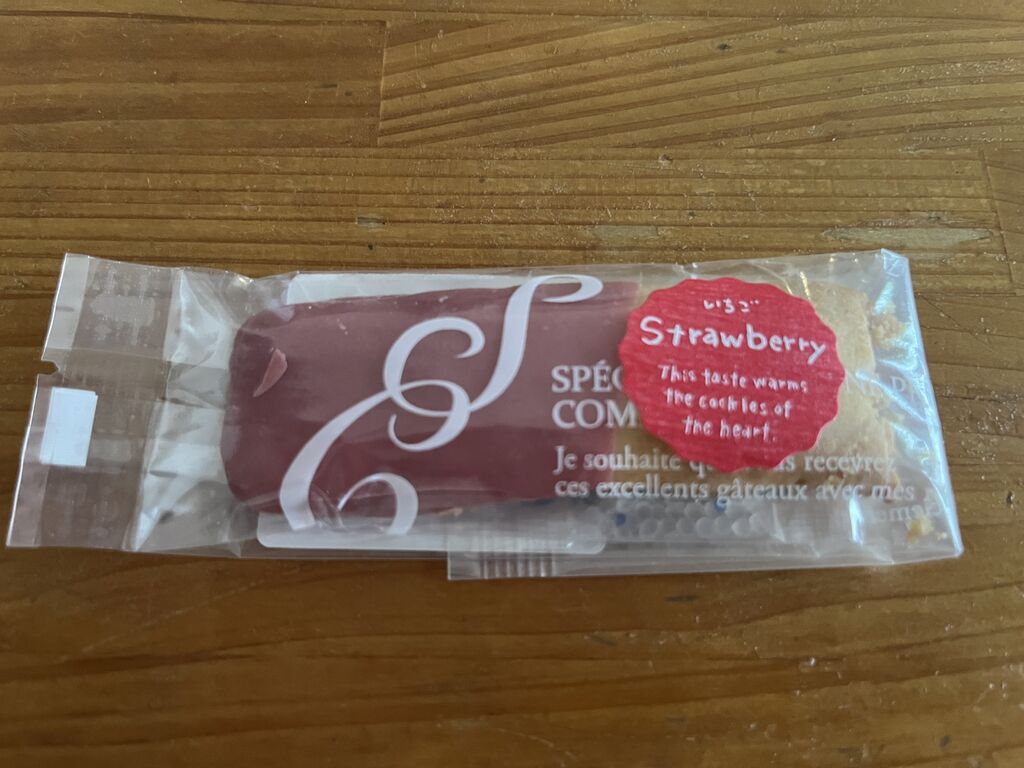 いちご
Strawberry
This taste warms
the cockles of
the heart.
SPÉC
COM
Je souhaite recevrez
ces excellents gâteaux avec mes